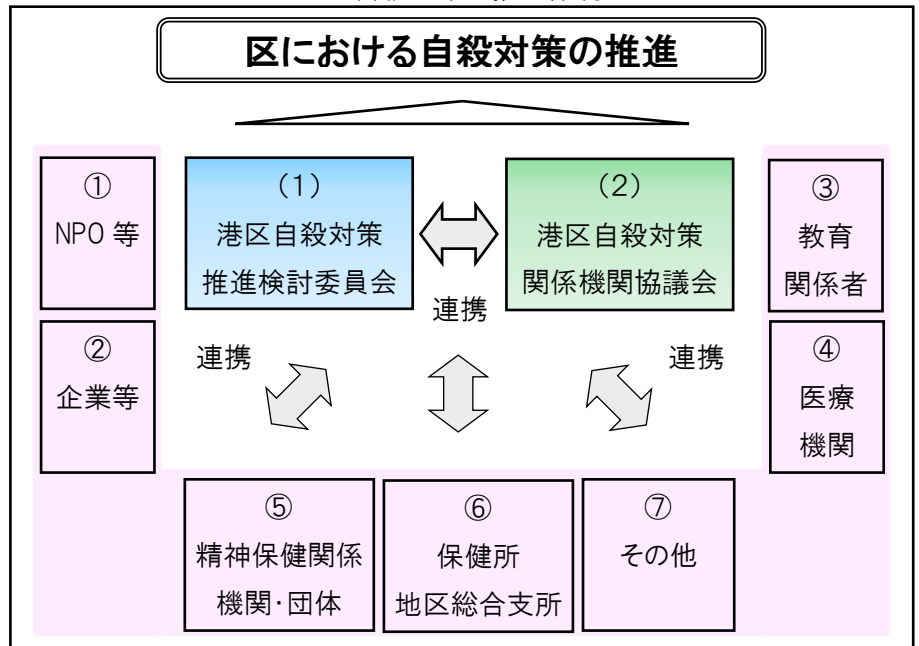 区における自殺対策の推進
①
NPO 等
(1)
港区自殺対策
推進検討委員会
連携
(2)
港区自殺対策
関係機関協議会
③
教育
関係者
②
企業等
連携
連携
④
医療
機関
⑤
精神保健関係
機関・団体
⑥
保健所
地区総合支所
⑦
その他